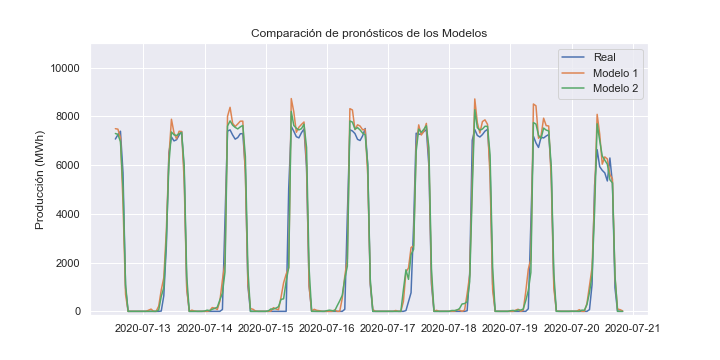 Comparación de pronósticos de los Modelos
Real
Modelo 1
Modelo 2
Producción (MWh)
10000
8000
6000
4000
2000
0
2020-07-13 2020-07-14 2020-07-15 2020-07-16 2020-07-17 2020-07-18 2020-07-19 2020-07-20 2020-07-21